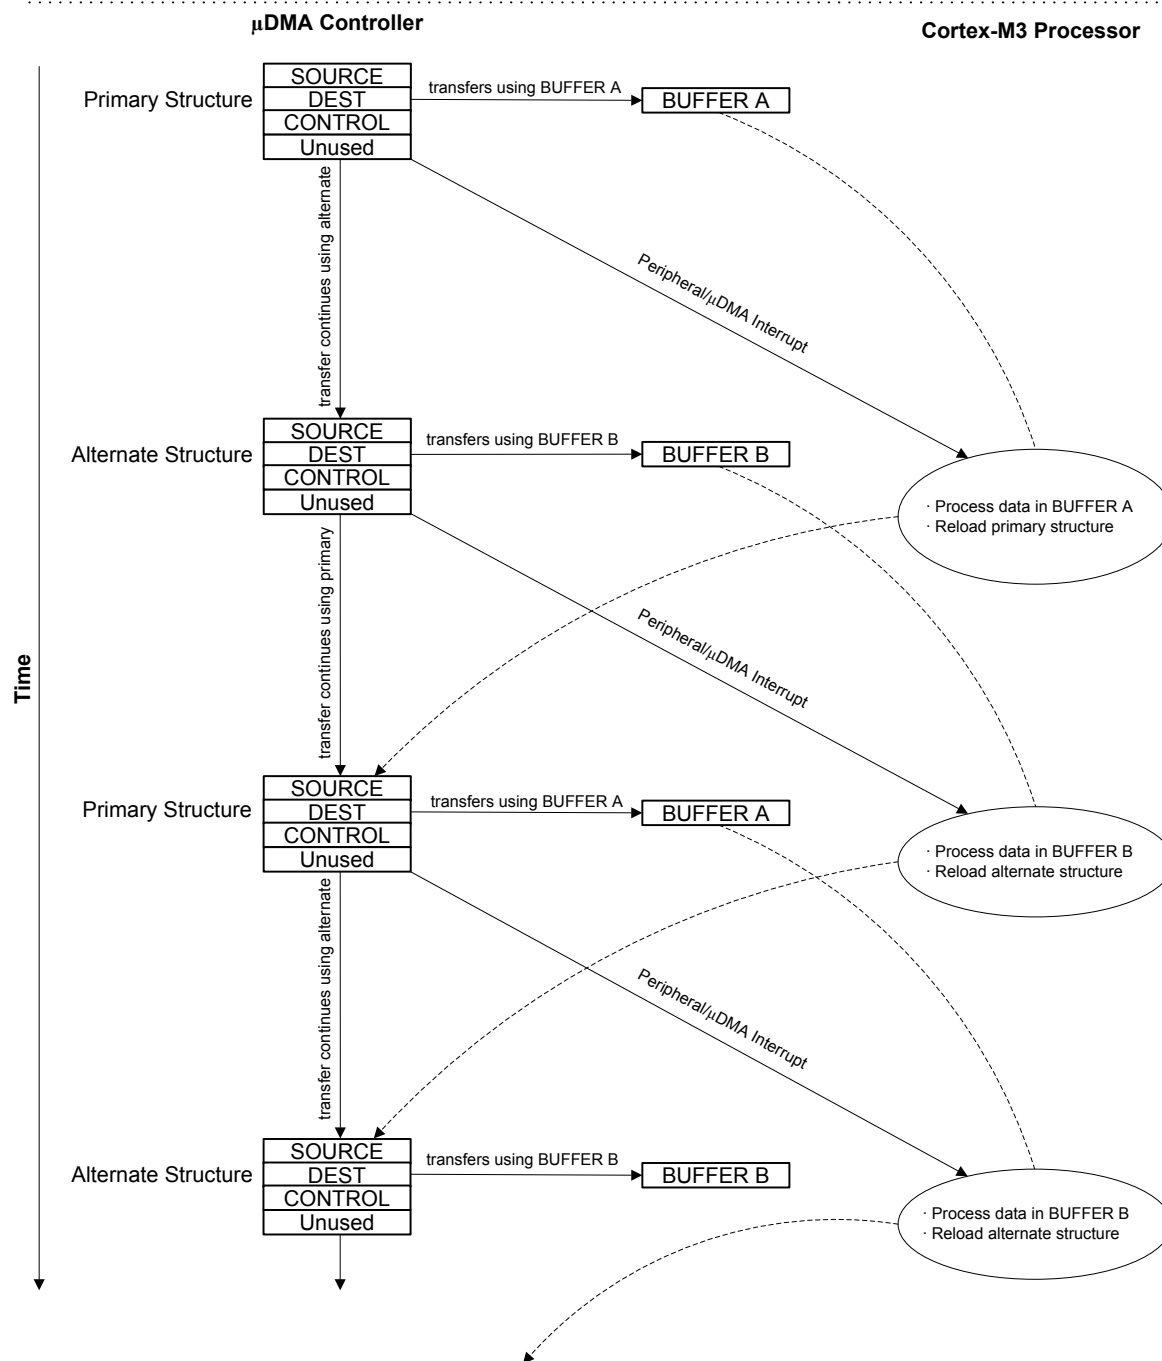 μDMA Controller
Cortex-M3 Processor
Primary Structure
SOURCE
DEST
CONTROL
Unused
transfers using BUFFER A
BUFFER A
transfer continues using alternate
Peripheral/μDMA Interrupt
Alternate Structure
SOURCE
DEST
CONTROL
Unused
transfers using BUFFER B
BUFFER B
· Process data in BUFFER A
· Reload primary structure
transfer continues using primary
Peripheral/μDMA Interrupt
Time
Primary Structure
SOURCE
DEST
CONTROL
Unused
transfers using BUFFER A
BUFFER A
· Process data in BUFFER B
· Reload alternate structure
transfer continues using alternate
Peripheral/μDMA Interrupt
Alternate Structure
SOURCE
DEST
CONTROL
Unused
transfers using BUFFER B
BUFFER B
· Process data in BUFFER B
· Reload alternate structure